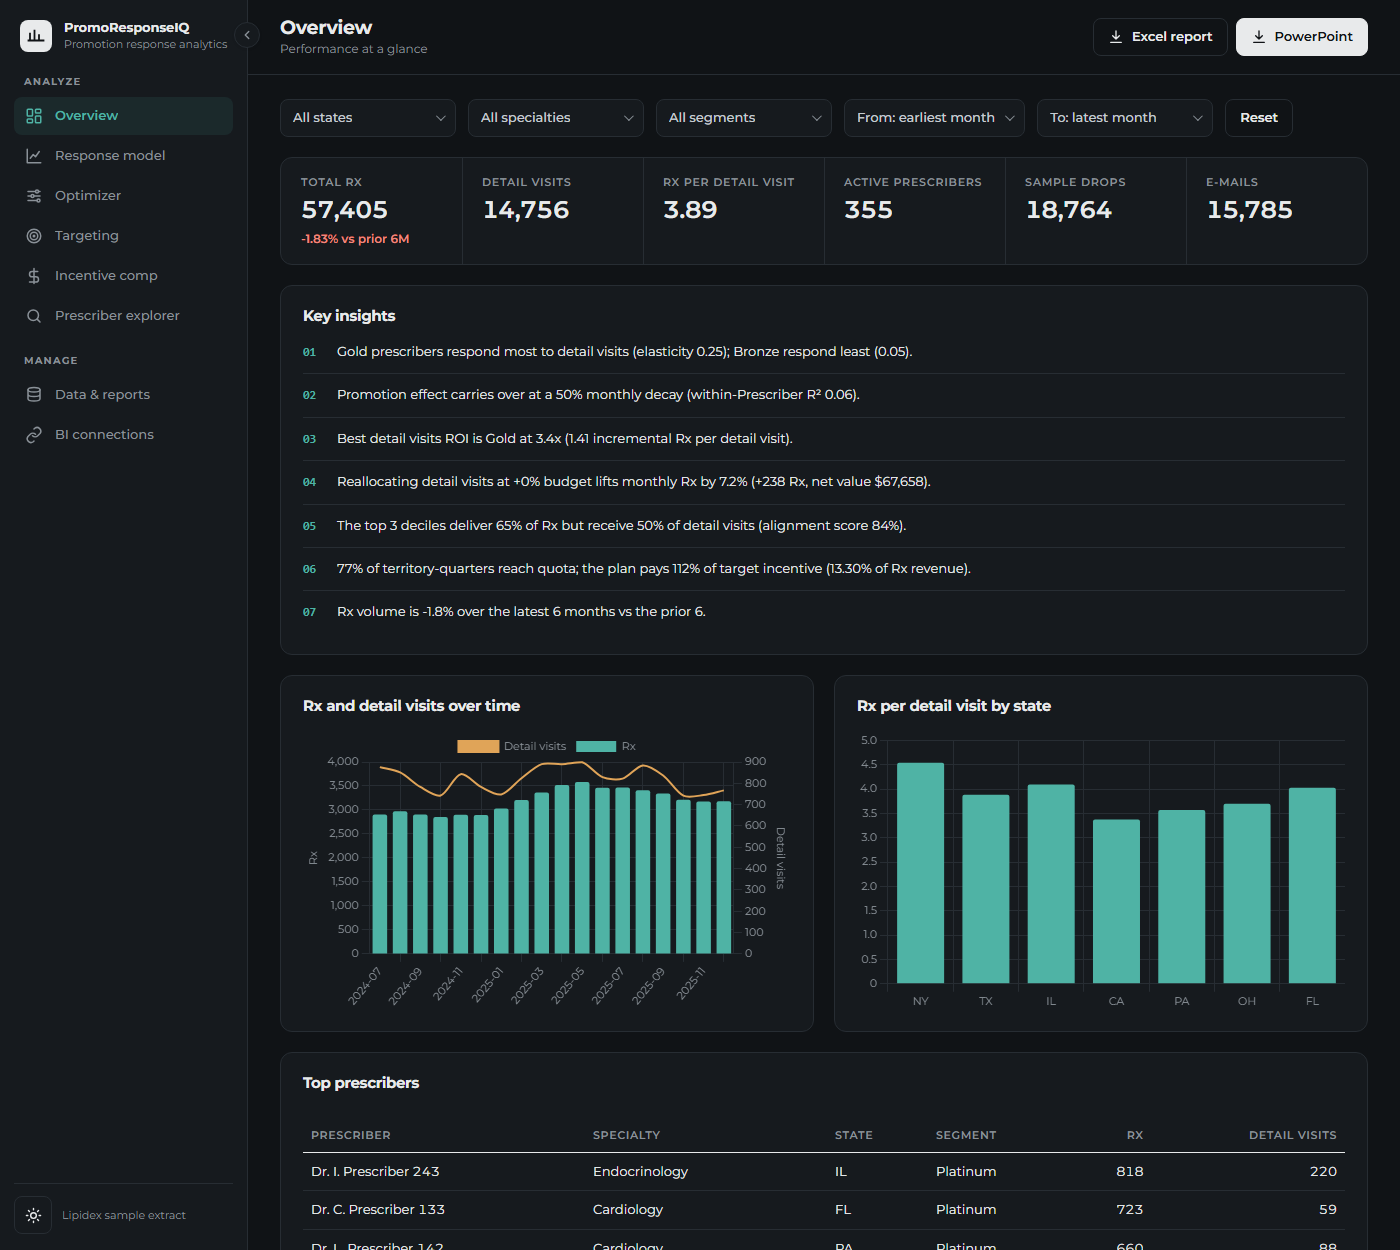 PromoResponseIQ
Promotion response analytics
ANALYZE
Overview
Response model
Optimizer
Targeting
Incentive comp
Prescriber explorer
MANAGE
Data & reports
BI connections
Lipidex sample extract
Overview
Performance at a glance
Excel report
PowerPoint
All states
All specialties
All segments
From: earliest month
To: latest month
Reset
TOTAL RX
57,405
-1.83% vs prior 6M
DETAIL VISITS
14,756
RX PER DETAIL VISIT
3.89
ACTIVE PRESCRIBERS
355
SAMPLE DROPS
18,764
E-MAILS
15,785
Key insights
01 Gold prescribers respond most to detail visits (elasticity 0.25); Bronze respond least (0.05).
02 Promotion effect carries over at a 50% monthly decay (within-Prescriber R² 0.06).
03 Best detail visits ROI is Gold at 3.4x (1.41 incremental Rx per detail visit).
04 Reallocating detail visits at +0% budget lifts monthly Rx by 7.2% (+238 Rx, net value $67,658).
05 The top 3 deciles deliver 65% of Rx but receive 50% of detail visits (alignment score 84%).
06 77% of territory-quarters reach quota; the plan pays 112% of target incentive (13.30% of Rx revenue).
07 Rx volume is -1.8% over the latest 6 months vs the prior 6.
Rx and detail visits over time
Detail visits Rx
4,000
3,500
3,000
2,500
2,000
1,500
1,000
500
0
Rx
900
800
700
600
500
400
300
200
100
0
Detail visits
2024-07 2024-09 2024-11 2025-01 2025-03 2025-05 2025-07 2025-09 2025-11
Rx per detail visit by state
5.0
4.5
4.0
3.5
3.0
2.5
2.0
1.5
1.0
0.5
0
NY TX IL CA PA OH FL
Top prescribers
PRESCRIBER SPECIALTY STATE SEGMENT RX DETAIL VISITS
Dr. I. Prescriber 243 Endocrinology IL Platinum 818 220
Dr. C. Prescriber 133 Cardiology FL Platinum 723 59
Dr. L. Prescriber 142 Cardiology PA Platinum 660 88